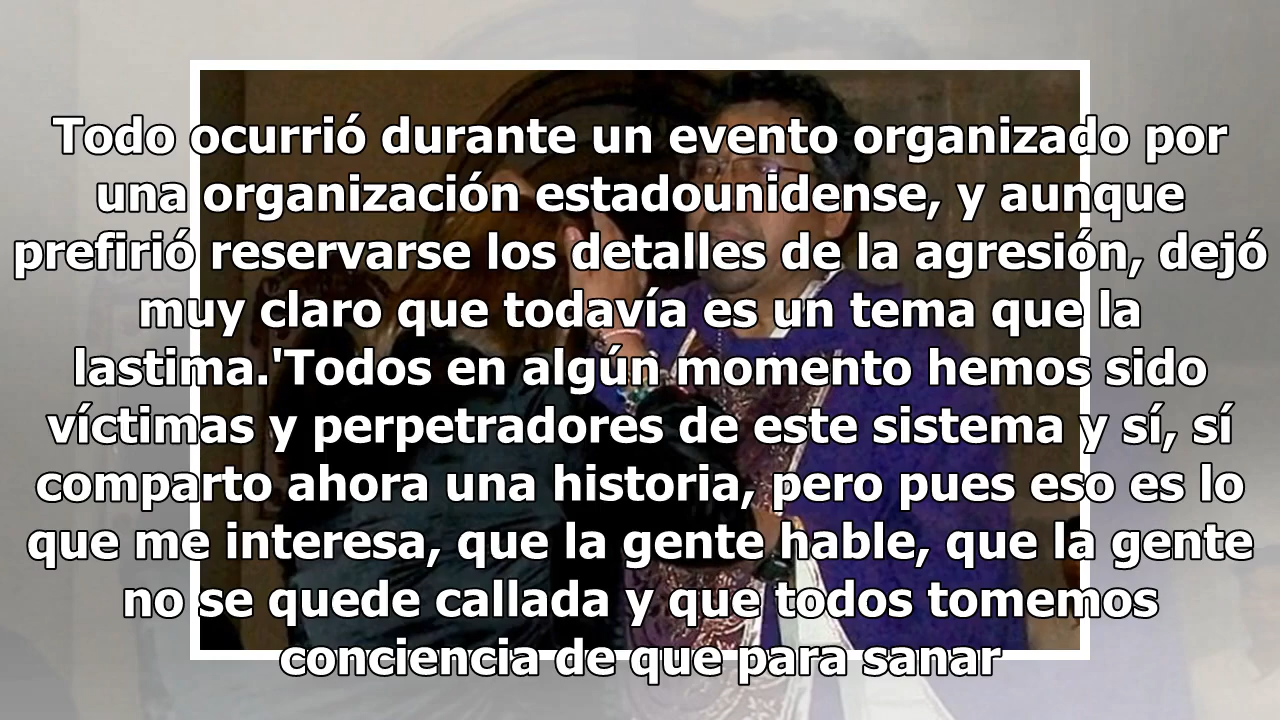 Todo ocurrió durante un evento organizado por
una organización estadounidense, y aunque
prefirió reservarse los detalles de la agresión, dejó
muy claro que todavía es un tema que la
lastima.'Todos en algún momento hemos sido
víctimas y perpetradores de este sistema y sí, sí
comparto ahora una historia, pero pues eso es lo
que me interesa, que la gente hable, que la gente
no se quede callada y que todos tomemos
conciencia de que para sanar